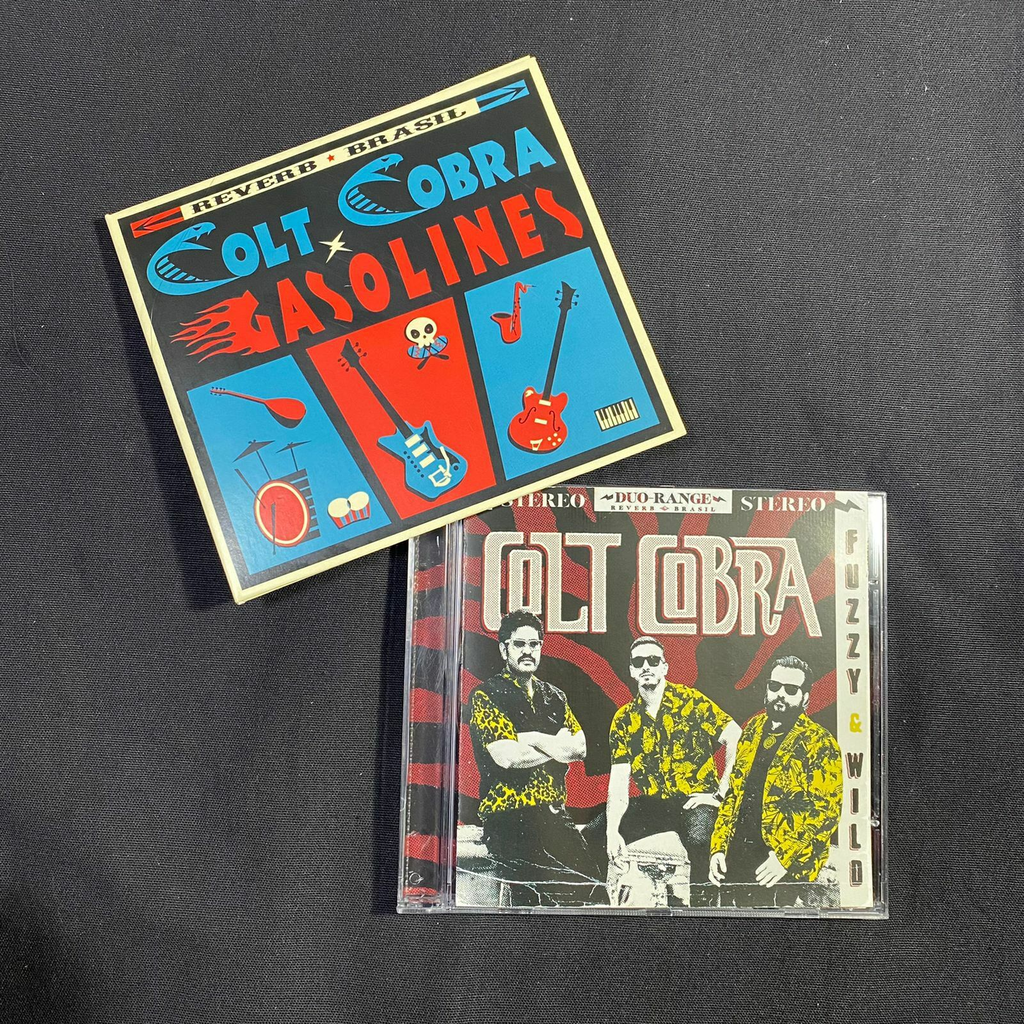 REVERB ★ BRASIL
COLT COBRA
GASOLINES
STEREO DUO-RANGE STEREO
REVERB BRASIL
COLT COBRA
FUZZY & WILD